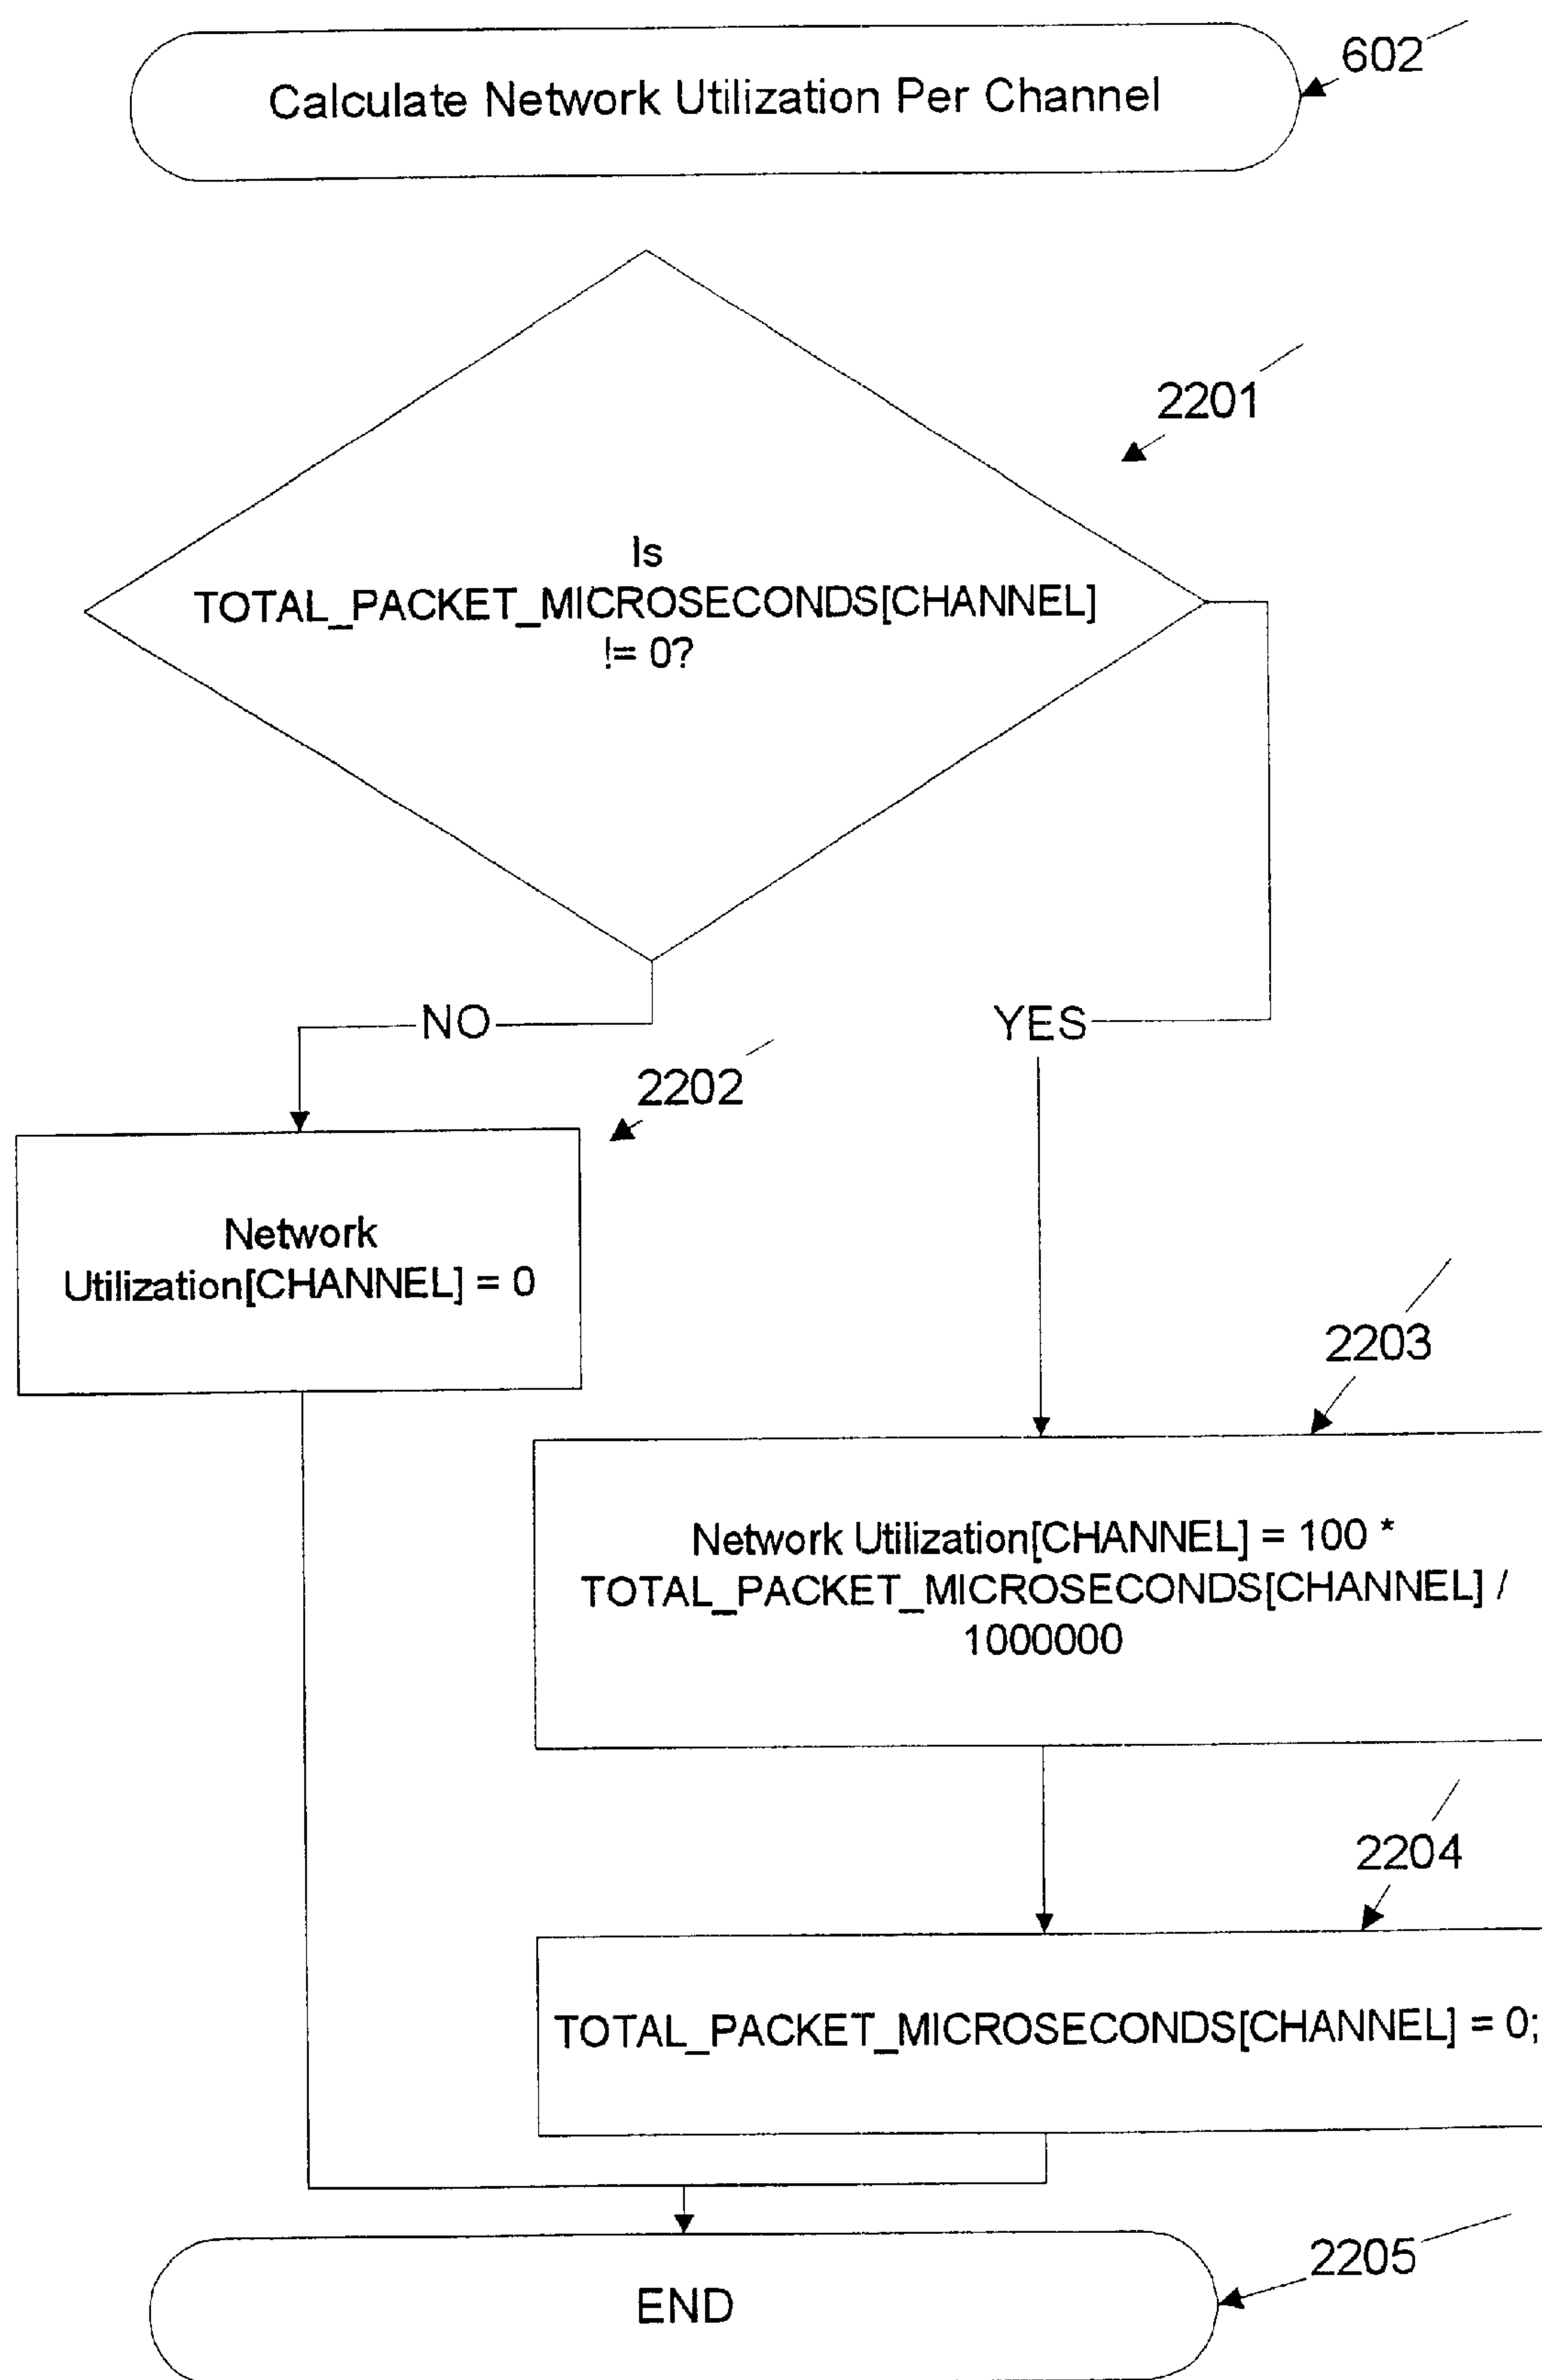 602
Calculate Network Utilization Per Channel
2201
Is
TOTAL_PACKET_MICROSECONDS[CHANNEL]
!= 0?
NO
YES
2202
Network
Utilization[CHANNEL] = 0
2203
Network Utilization[CHANNEL] = 100 *
TOTAL_PACKET_MICROSECONDS[CHANNEL] /
1000000
2204
TOTAL_PACKET_MICROSECONDS[CHANNEL] = 0;
2205
END